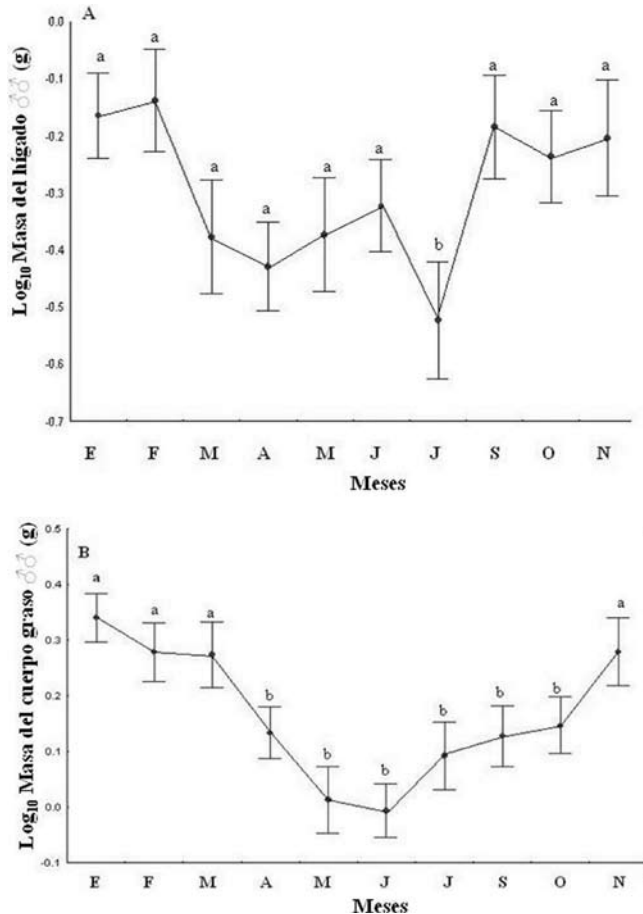 A
Log₁₀ Masa del hígado ♂♂ (g)
0.0
-0.1
-0.2
-0.3
-0.4
-0.5
-0.6
-0.7
a a a a a a b a a a
E F M A M J J S O N
Meses
B
Log₁₀ Masa del cuerpo graso ♂♂ (g)
0.5
0.4
0.3
0.2
0.1
0.0
-0.1
a a a b b b b b b a
E F M A M J J S O N
Meses